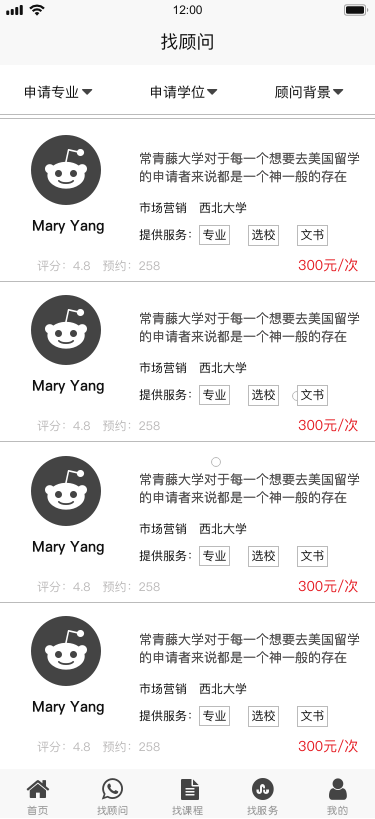 12:00
找顾问
申请专业 申请学位 顾问背景
常青藤大学对于每一个想要去美国留学
的申请者来说都是一个神一般的存在
市场营销 西北大学
Mary Yang
提供服务: 专业 选校 文书
评分: 4.8 预约: 258 300元/次
常青藤大学对于每一个想要去美国留学
的申请者来说都是一个神一般的存在
市场营销 西北大学
Mary Yang
提供服务: 专业 选校 文书
评分: 4.8 预约: 258 300元/次
常青藤大学对于每一个想要去美国留学
的申请者来说都是一个神一般的存在
市场营销 西北大学
Mary Yang
提供服务: 专业 选校 文书
评分: 4.8 预约: 258 300元/次
常青藤大学对于每一个想要去美国留学
的申请者来说都是一个神一般的存在
市场营销 西北大学
Mary Yang
提供服务: 专业 选校 文书
评分: 4.8 预约: 258 300元/次
首页 找顾问 找课程 找服务 我的